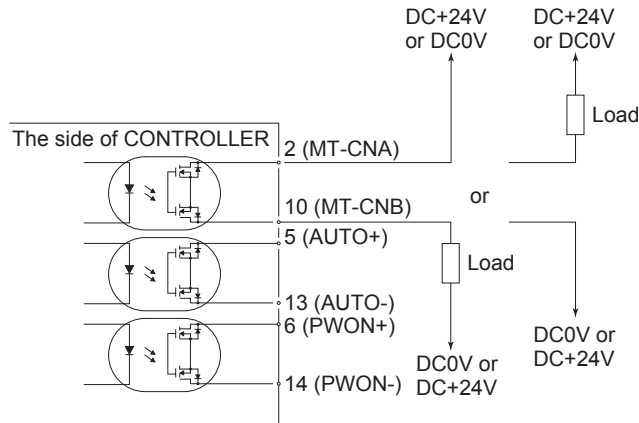 DC+24V
or DC0V
DC+24V
or DC0V
Load
The side of CONTROLLER
2 (MT-CNA)
10 (MT-CNB)
or
5 (AUTO+)
Load
13 (AUTO-)
6 (PWON+)
DC0V or
DC+24V
DC0V or
DC+24V
14 (PWON-)